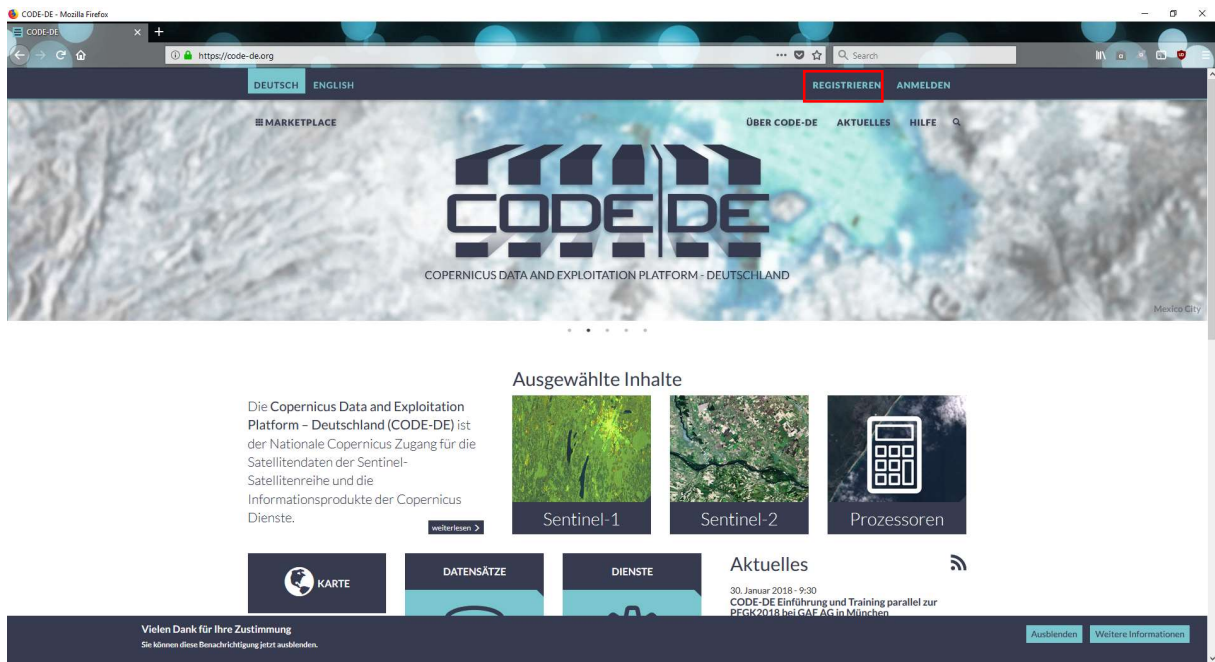 CODE-DE - Mozilla Firefox
CODE-DE
https://code-de.org
Search
DEUTSCH ENGLISH
REGISTRIEREN ANMELDEN
MARKETPLACE
ÜBER CODE-DE AKTUELLES HILFE
CODE DE
COPERNICUS DATA AND EXPLOITATION PLATFORM - DEUTSCHLAND
Mexico City
Ausgewählte Inhalte
Die Copernicus Data and Exploitation
Platform – Deutschland (CODE-DE) ist
der Nationale Copernicus Zugang für die
Satellitendaten der Sentinel-
Satellitenreihe und die
Informationsprodukte der Copernicus
Dienste.
weiterlesen >
Sentinel-1
Sentinel-2
Prozessoren
KARTE
DATENSÄTZE
DIENSTE
Aktuelles
30. Januar 2018 - 9:30
CODE-DE Einführung und Training parallel zur
PFGK2018 bei GAF AG in München
Vielen Dank für Ihre Zustimmung
Sie können diese Benachrichtigung jetzt ausblenden.
Ausblenden
Weitere Informationen